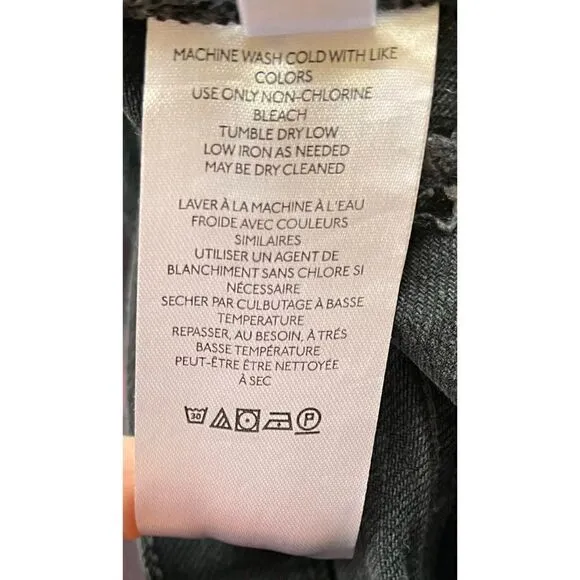 MACHINE WASH COLD WITH LIKE
COLORS
USE ONLY NON-CHLORINE
BLEACH
TUMBLE DRY LOW
LOW IRON AS NEEDED
MAY BE DRY CLEANED
LAVER À LA MACHINE À L'EAU
FROIDE AVEC COULEURS
SIMILAIRES
UTILISER UN AGENT DE
BLANCHIMENT SANS CHLORE SI
NÉCESSAIRE
SECHER PAR CULBUTAGE À BASSE
TEMPERATURE
REPASSER, AU BESOIN, À TRÉS
BASSE TEMPÉRATURE
PEUT-ÊTRE ÊTRE NETTOYÉE
À SEC
30 P